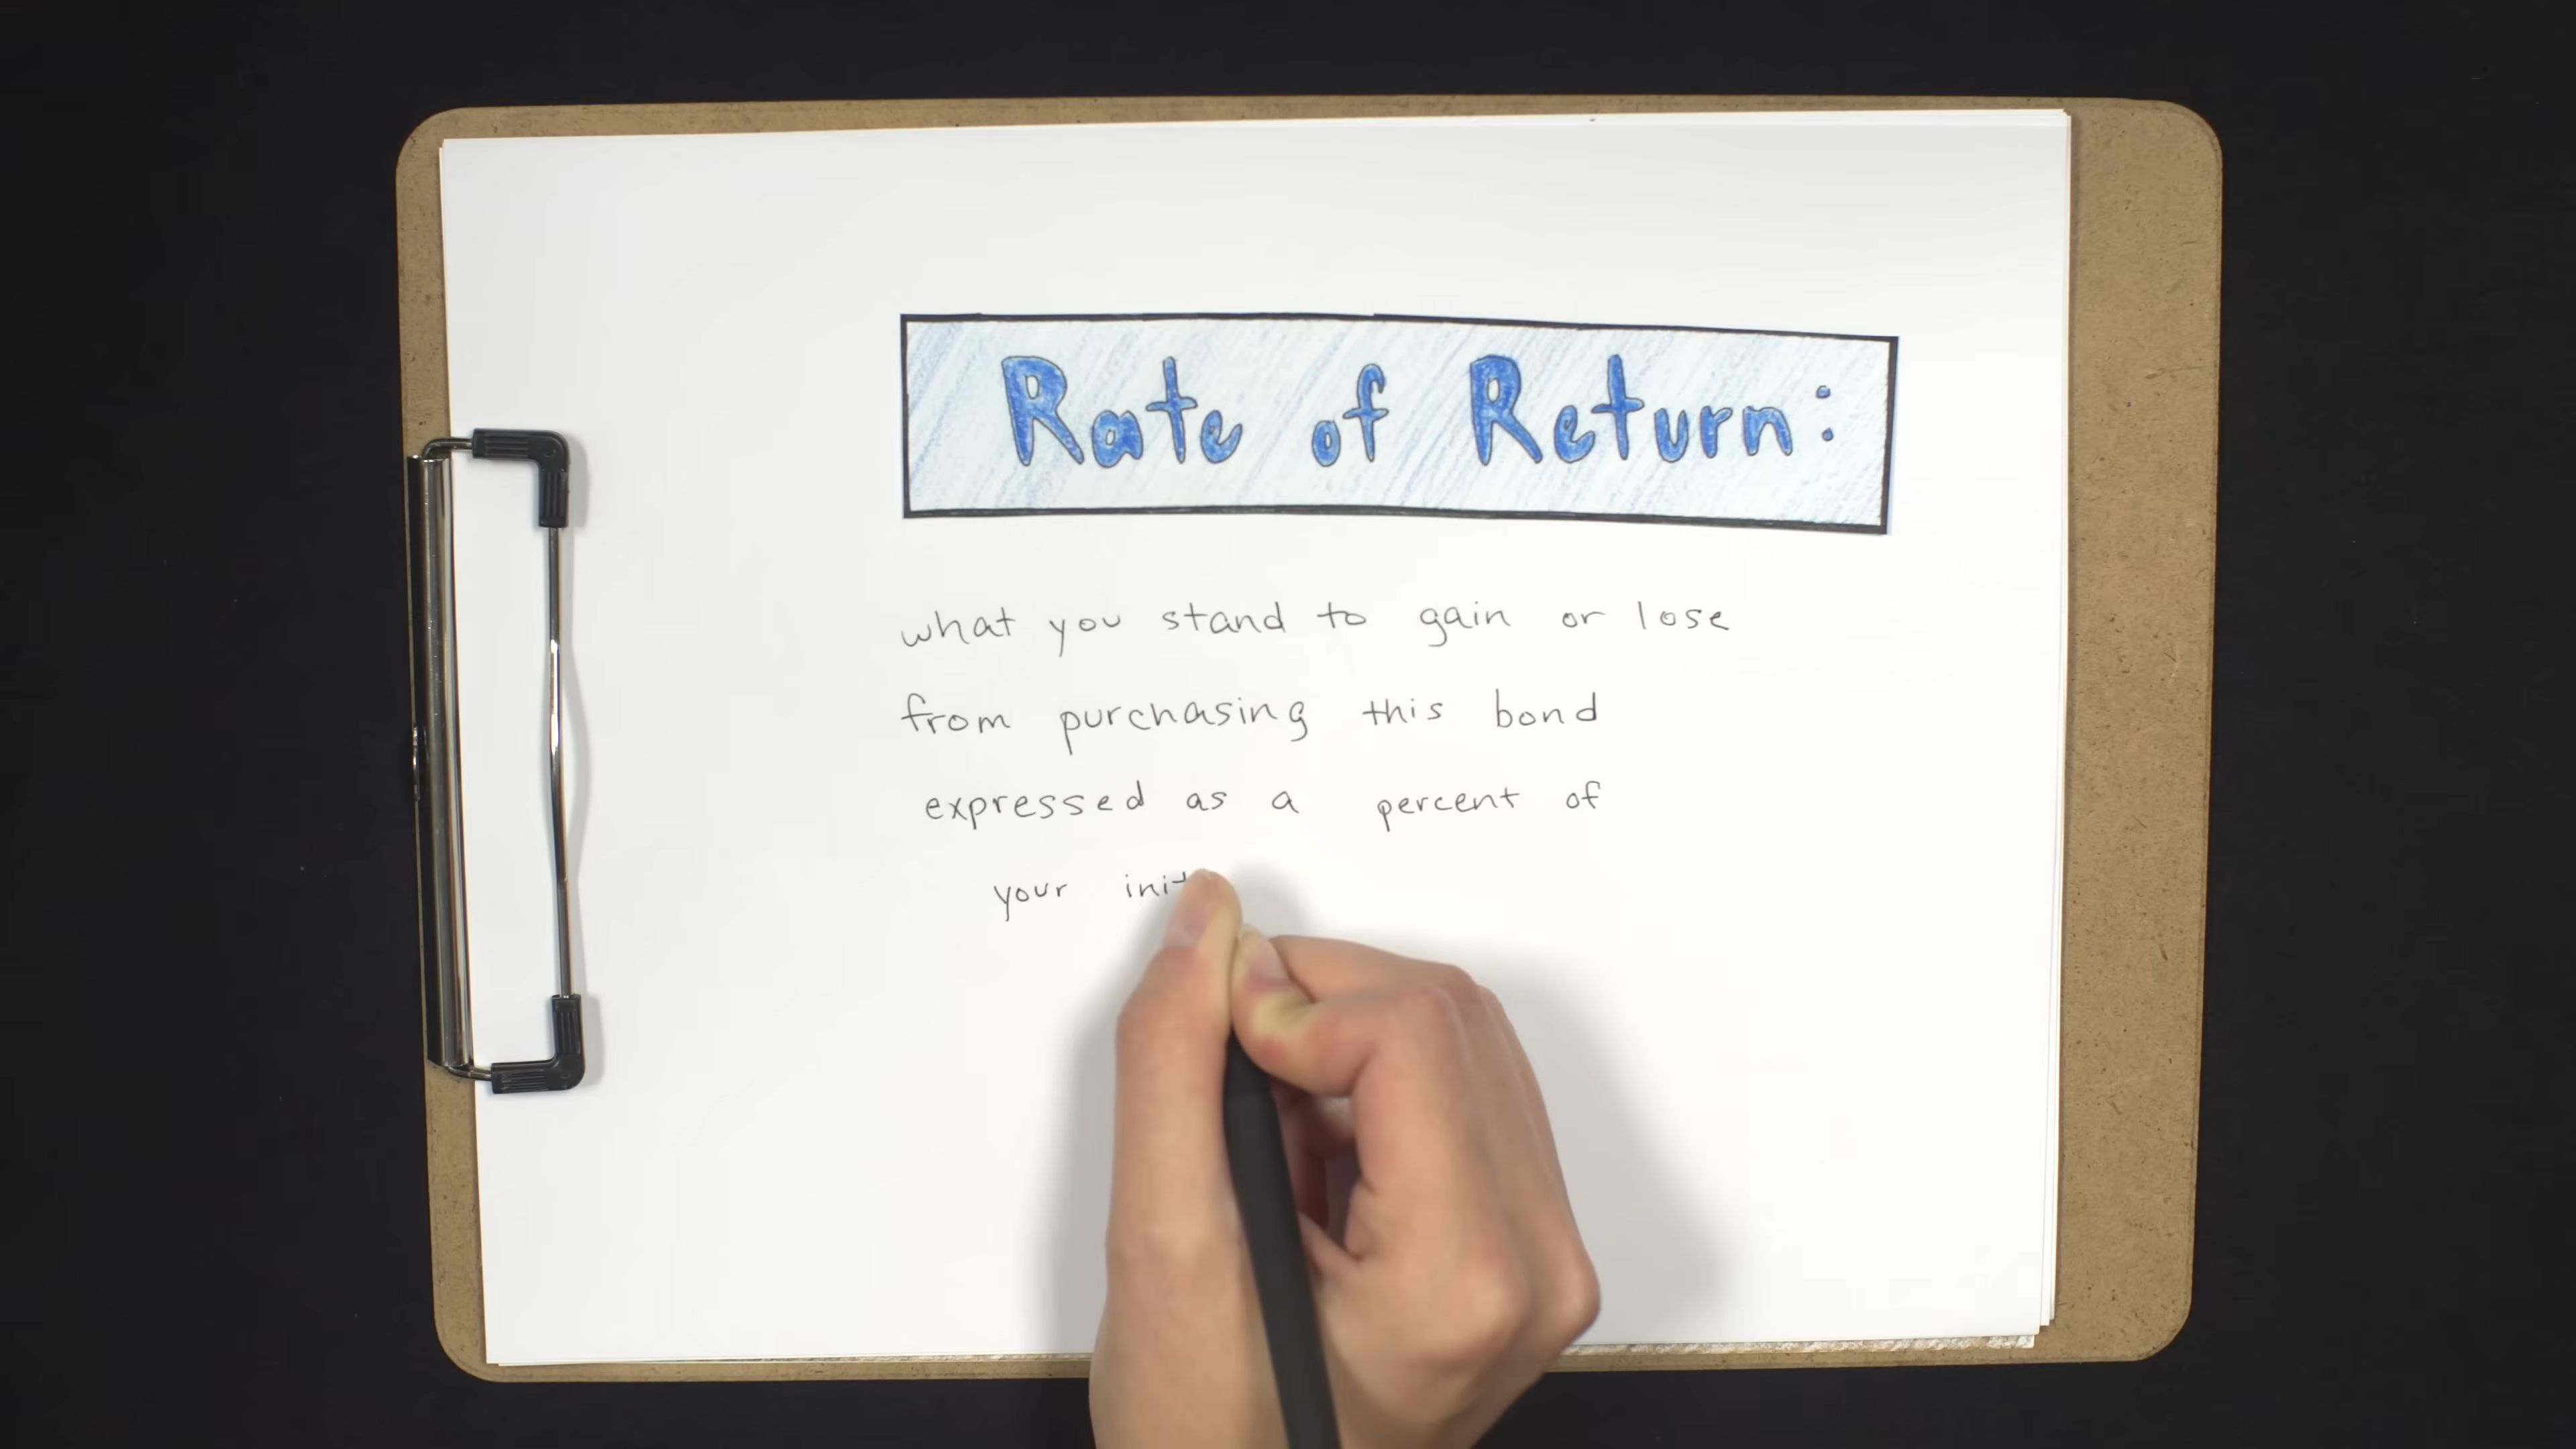 Rate of Return:
what you stand to gain or lose
from purchasing this bond
expressed as a percent of
your init